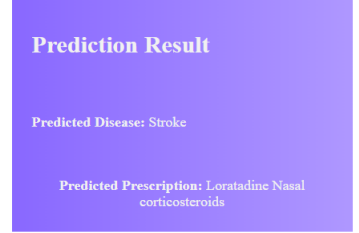 Prediction Result
Predicted Disease: Stroke
Predicted Prescription: Loratadine Nasal
corticosteroids